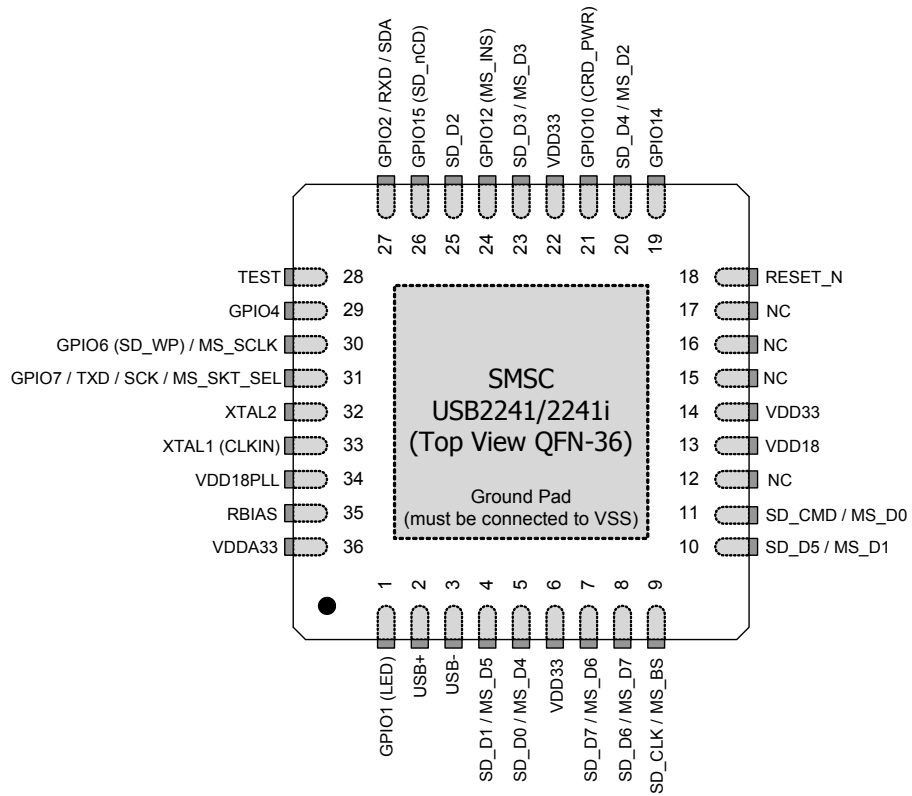 GPIO2 / RXD / SDA
GPIO15 (SD_nCD)
SD_D2
GPIO12 (MS_INS)
SD_D3 / MS_D3
VDD33
GPIO10 (CRD_PWR)
SD_D4 / MS_D2
GPIO14
27
26
25
24
23
22
21
20
19
TEST 28
GPIO4 29
GPIO6 (SD_WP) / MS_SCLK 30
GPIO7 / TXD / SCK / MS_SKT_SEL 31
XTAL2 32
XTAL1 (CLKIN) 33
VDD18PLL 34
RBIAS 35
VDDA33 36
SMSC
USB2241/2241i
(Top View QFN-36)
Ground Pad
(must be connected to VSS)
18 RESET_N
17 NC
16 NC
15 NC
14 VDD33
13 VDD18
12 NC
11 SD_CMD / MS_D0
10 SD_D5 / MS_D1
1
2
3
4
5
6
7
8
9
GPIO1 (LED)
USB+
USB-
SD_D1 / MS_D5
SD_D0 / MS_D4
VDD33
SD_D7 / MS_D6
SD_D6 / MS_D7
SD_CLK / MS_BS